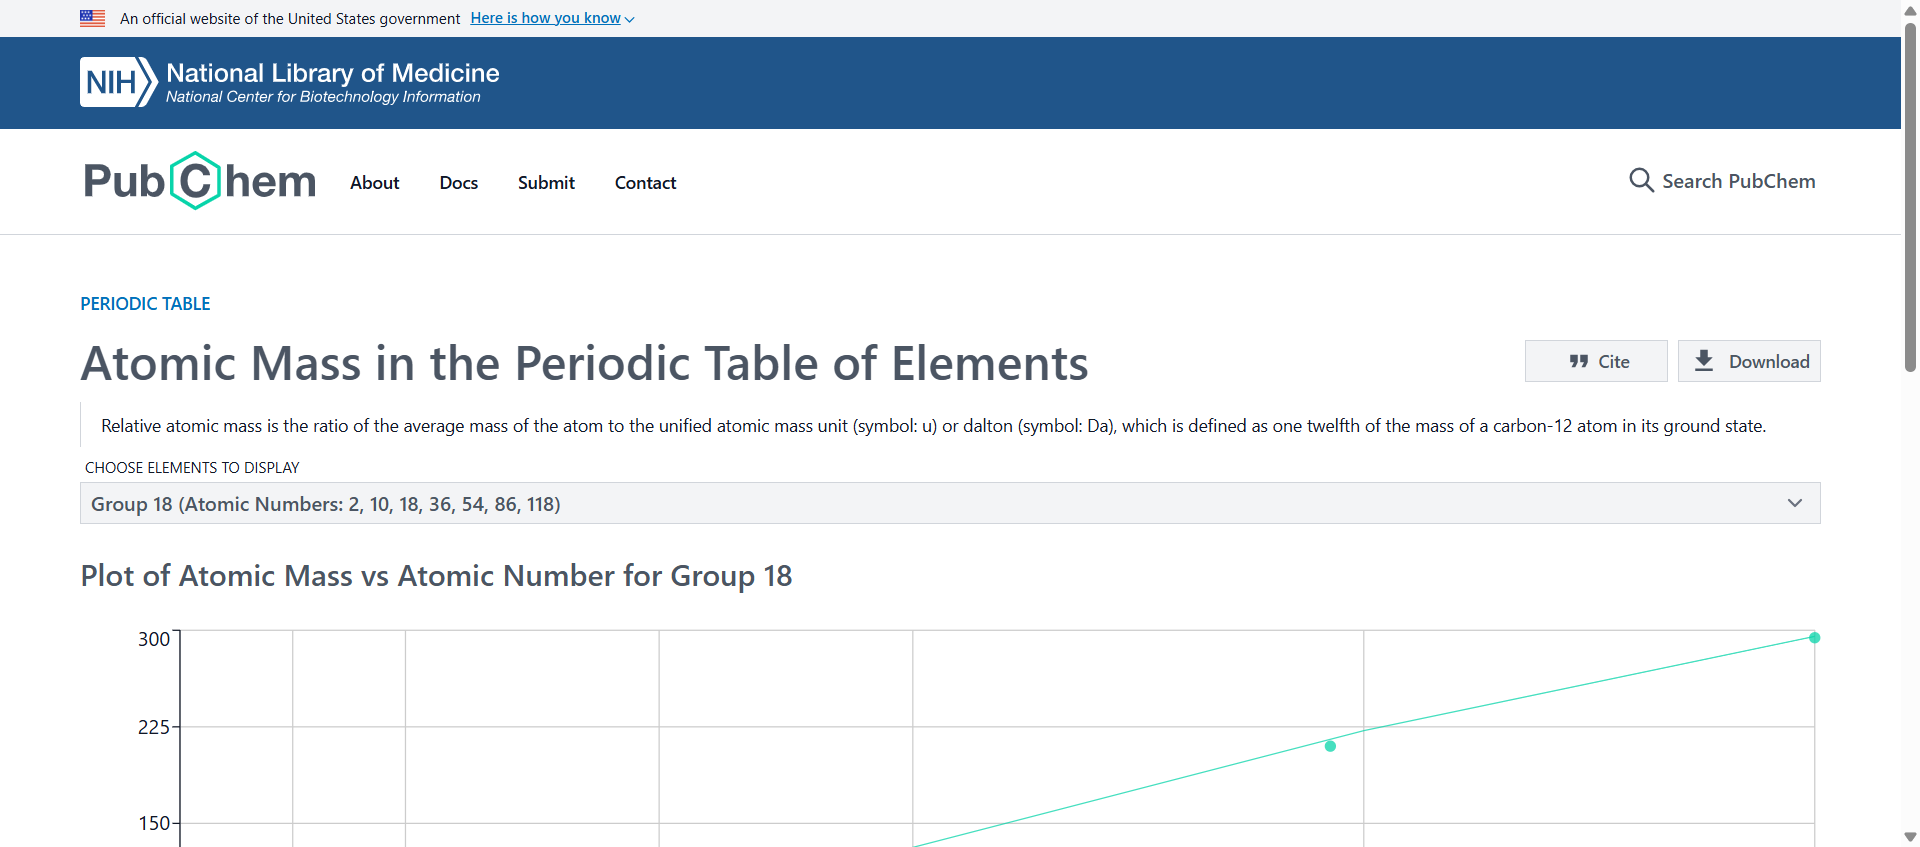 An official website of the United States government Here is how you know
NIH National Library of Medicine
National Center for Biotechnology Information
PubChem About Docs Submit Contact Search PubChem
PERIODIC TABLE
Atomic Mass in the Periodic Table of Elements
Cite Download
Relative atomic mass is the ratio of the average mass of the atom to the unified atomic mass unit (symbol: u) or dalton (symbol: Da), which is defined as one twelfth of the mass of a carbon-12 atom in its ground state.
CHOOSE ELEMENTS TO DISPLAY
Group 18 (Atomic Numbers: 2, 10, 18, 36, 54, 86, 118)
Plot of Atomic Mass vs Atomic Number for Group 18
300
225
150